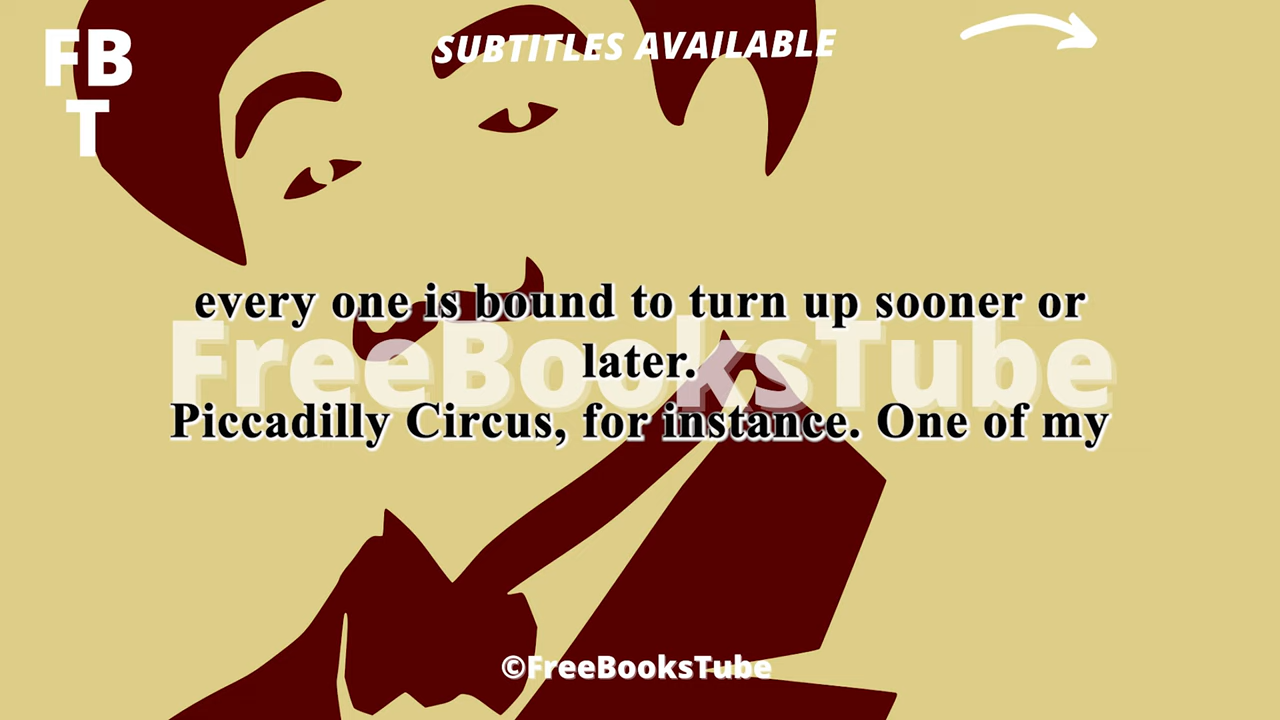 FB
T
SUBTITLES AVAILABLE
every one is bound to turn up sooner or
later.
FreeBooksTube
Piccadilly Circus, for instance. One of my
©FreeBooksTube